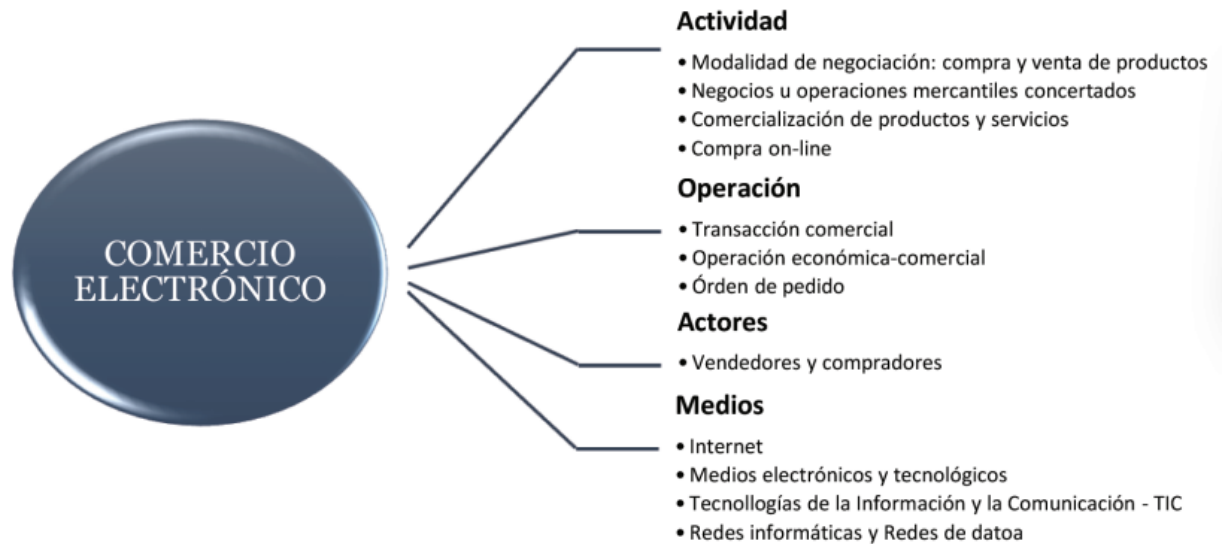 COMERCIO
ELECTRÓNICO
Actividad
• Modalidad de negociación: compra y venta de productos
• Negocios u operaciones mercantiles concertados
• Comercialización de productos y servicios
• Compra on-line
Operación
• Transacción comercial
• Operación económica-comercial
• Órden de pedido
Actores
• Vendedores y compradores
Medios
• Internet
• Medios electrónicos y tecnológicos
• Tecnollogías de la Información y la Comunicación - TIC
• Redes informáticas y Redes de datoa